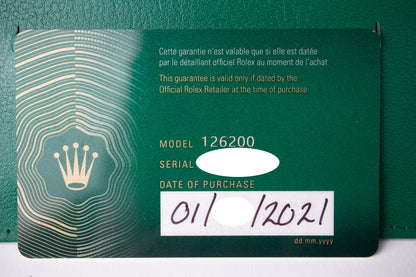 Cette garantie n'est valable que si elle est datée
par le détaillant officiel Rolex au moment de l'achat
This guarantee is valid only if dated by the
Official Rolex Retailer at the time of purchase
MODEL 126200
SERIAL
DATE OF PURCHASE
01/ /2021
dd.mm.yyyy